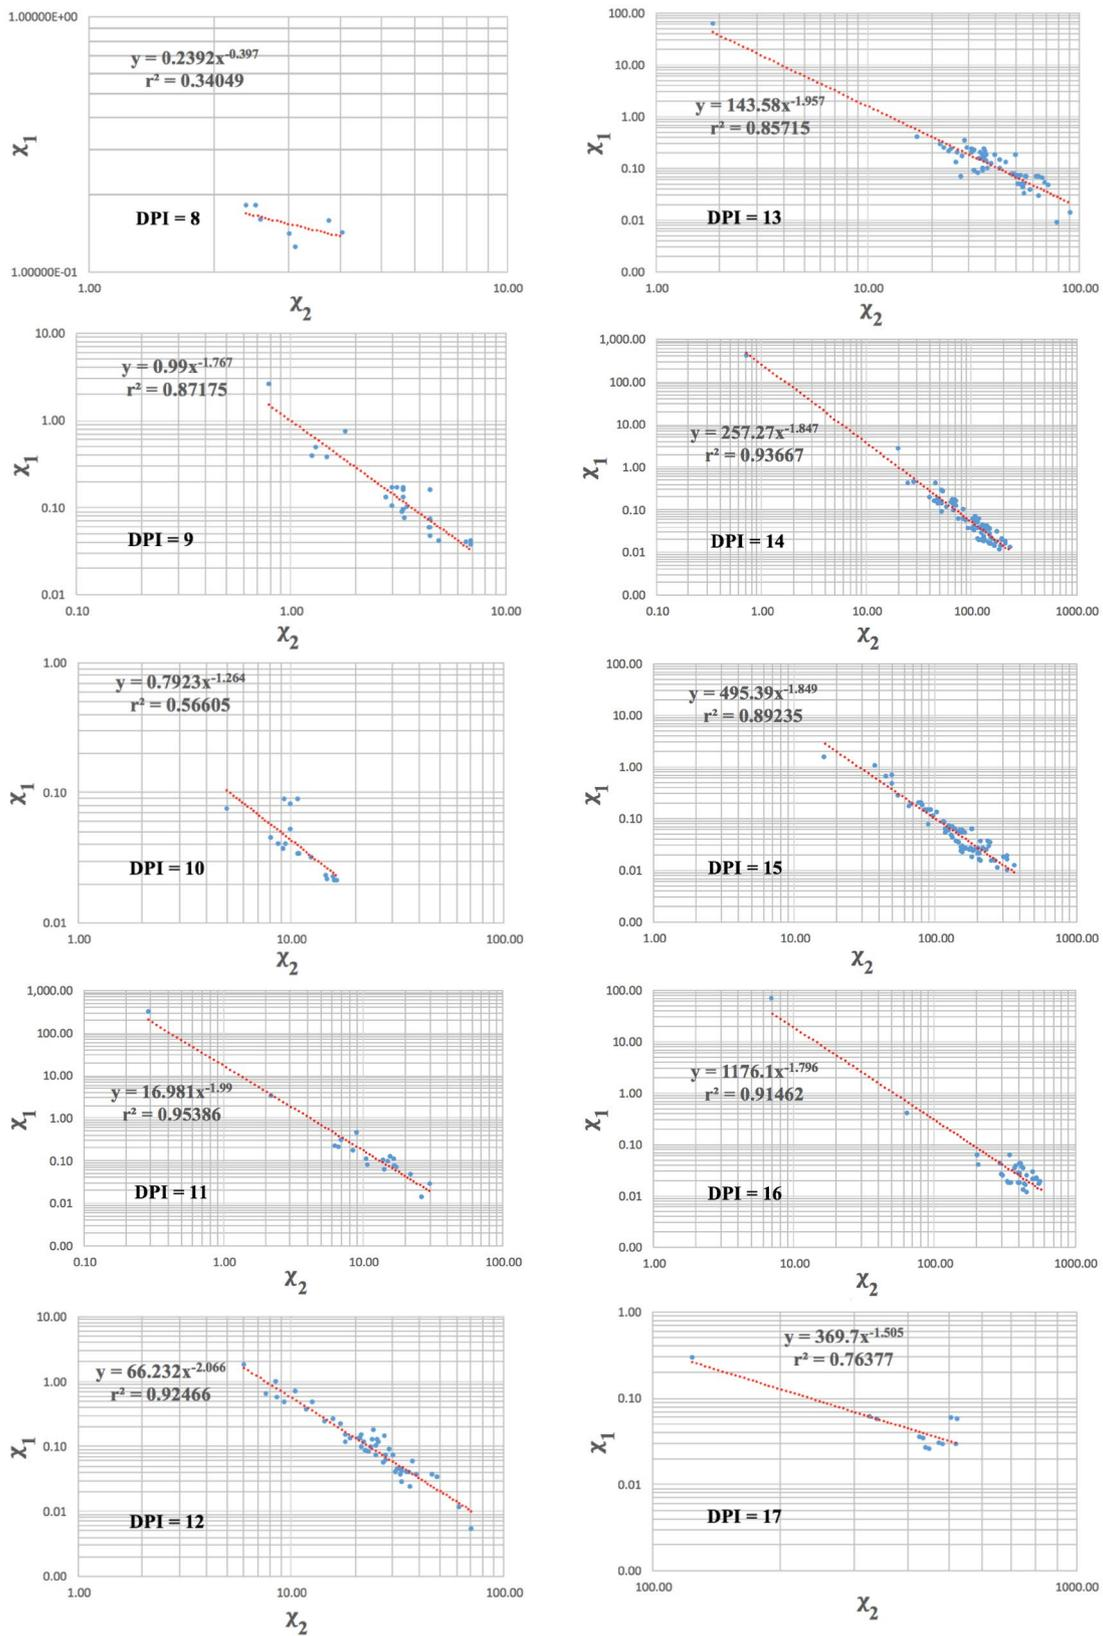 1.00000E+00
y = 0.2392x^-0.397
r² = 0.34049
χ1
DPI = 8
1.00000E-01
1.00 10.00
χ2
100.00
10.00
y = 143.58x^-1.957
1.00
r² = 0.85715
χ1
0.10
0.01
DPI = 13
0.00
1.00 10.00 100.00
χ2
10.00
y = 0.99x^-1.767
r² = 0.87175
1.00
χ1
0.10
DPI = 9
0.01
0.10 1.00 10.00
χ2
1,000.00
100.00
10.00
y = 257.27x^-1.847
r² = 0.93667
1.00
χ1
0.10
DPI = 14
0.01
0.00
0.10 1.00 10.00 100.00 1000.00
χ2
1.00
y = 0.7923x^-1.264
r² = 0.56605
0.10
χ1
DPI = 10
0.01
1.00 10.00 100.00
χ2
100.00
y = 495.39x^-1.849
10.00
r² = 0.89235
1.00
χ1
0.10
0.01
DPI = 15
0.00
1.00 10.00 100.00 1000.00
χ2
1,000.00
100.00
10.00
y = 16.981x^-1.99
r² = 0.95386
1.00
χ1
0.10
DPI = 11
0.01
0.00
0.10 1.00 10.00 100.00
χ2
100.00
10.00
y = 1176.1x^-1.796
r² = 0.91462
1.00
χ1
0.10
0.01
DPI = 16
0.00
1.00 10.00 100.00 1000.00
χ2
10.00
y = 66.232x^-2.066
1.00
r² = 0.92466
χ1
0.10
0.01
DPI = 12
0.00
1.00 10.00 100.00
χ2
1.00
y = 369.7x^-1.505
r² = 0.76377
0.10
χ1
0.01
DPI = 17
0.00
100.00 1000.00
χ2